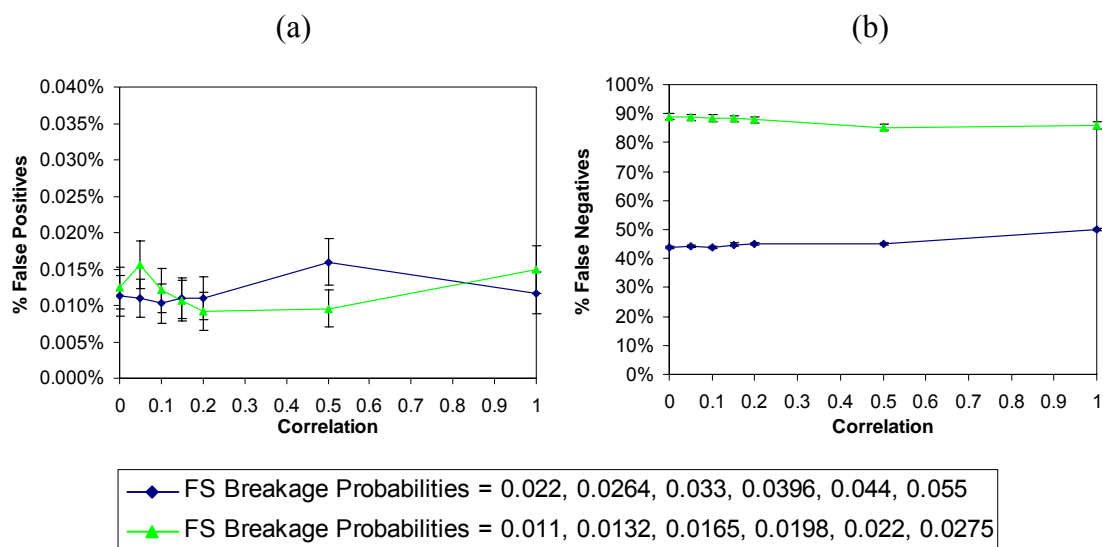 (a)
0.040%
0.035%
0.030%
0.025%
0.020%
0.015%
0.010%
0.005%
0.000%
% False Positives
0 0.1 0.2 0.3 0.4 0.5 0.6 0.7 0.8 0.9 1
Correlation
(b)
100%
90%
80%
70%
60%
50%
40%
30%
20%
10%
0%
% False Negatives
0 0.1 0.2 0.3 0.4 0.5 0.6 0.7 0.8 0.9 1
Correlation
FS Breakage Probabilities = 0.022, 0.0264, 0.033, 0.0396, 0.044, 0.055
FS Breakage Probabilities = 0.011, 0.0132, 0.0165, 0.0198, 0.022, 0.0275